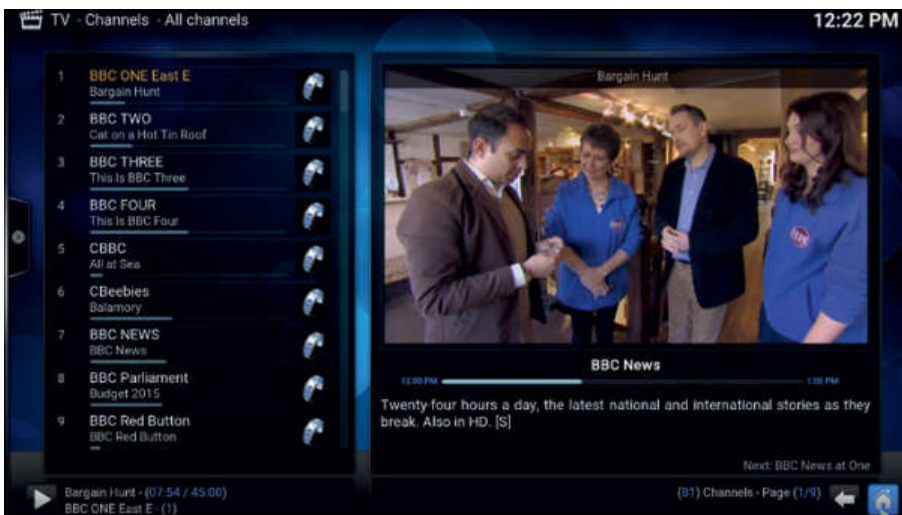 TV - Channels - All channels
12:22 PM
1 BBC ONE East E
Bargain Hunt
2 BBC TWO
Cat on a Hot Tin Roof
3 BBC THREE
This Is BBC Three
4 BBC FOUR
This Is BBC Four
5 CBBC
All at Sea
6 CBeebies
Balamory
7 BBC NEWS
BBC News
8 BBC Parliament
Budget 2015
9 BBC Red Button
BBC Red Button
Bargain Hunt
BBC News
12:00 PM 1:00 PM
Twenty-four hours a day, the latest national and international stories as they
break. Also in HD. [S]
Next: BBC News at One
Bargain Hunt - (07:54 / 45:00)
BBC ONE East E - (1)
(81) Channels - Page (1/9)